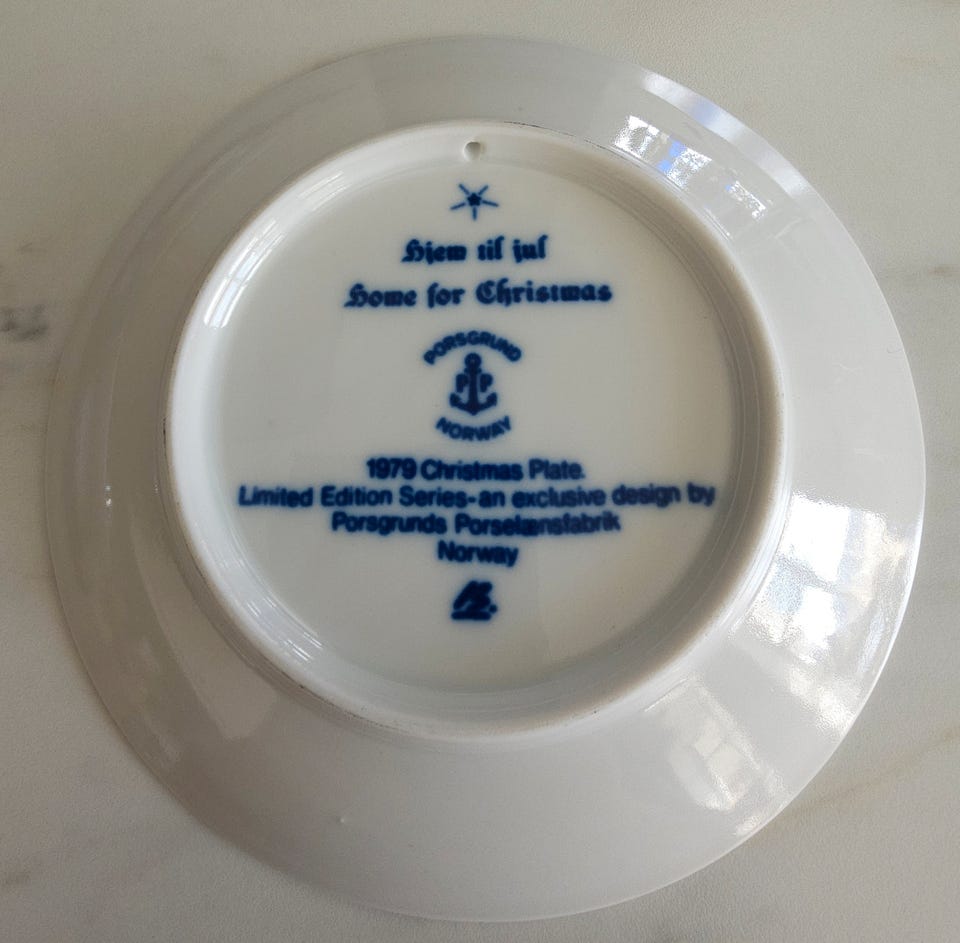 Hjem til jul
Home for Christmas
PORSGRUND
P P
NORWAY
1979 Christmas Plate.
Limited Edition Series-an exclusive design by
Porsgrunds Porselænsfabrik
Norway